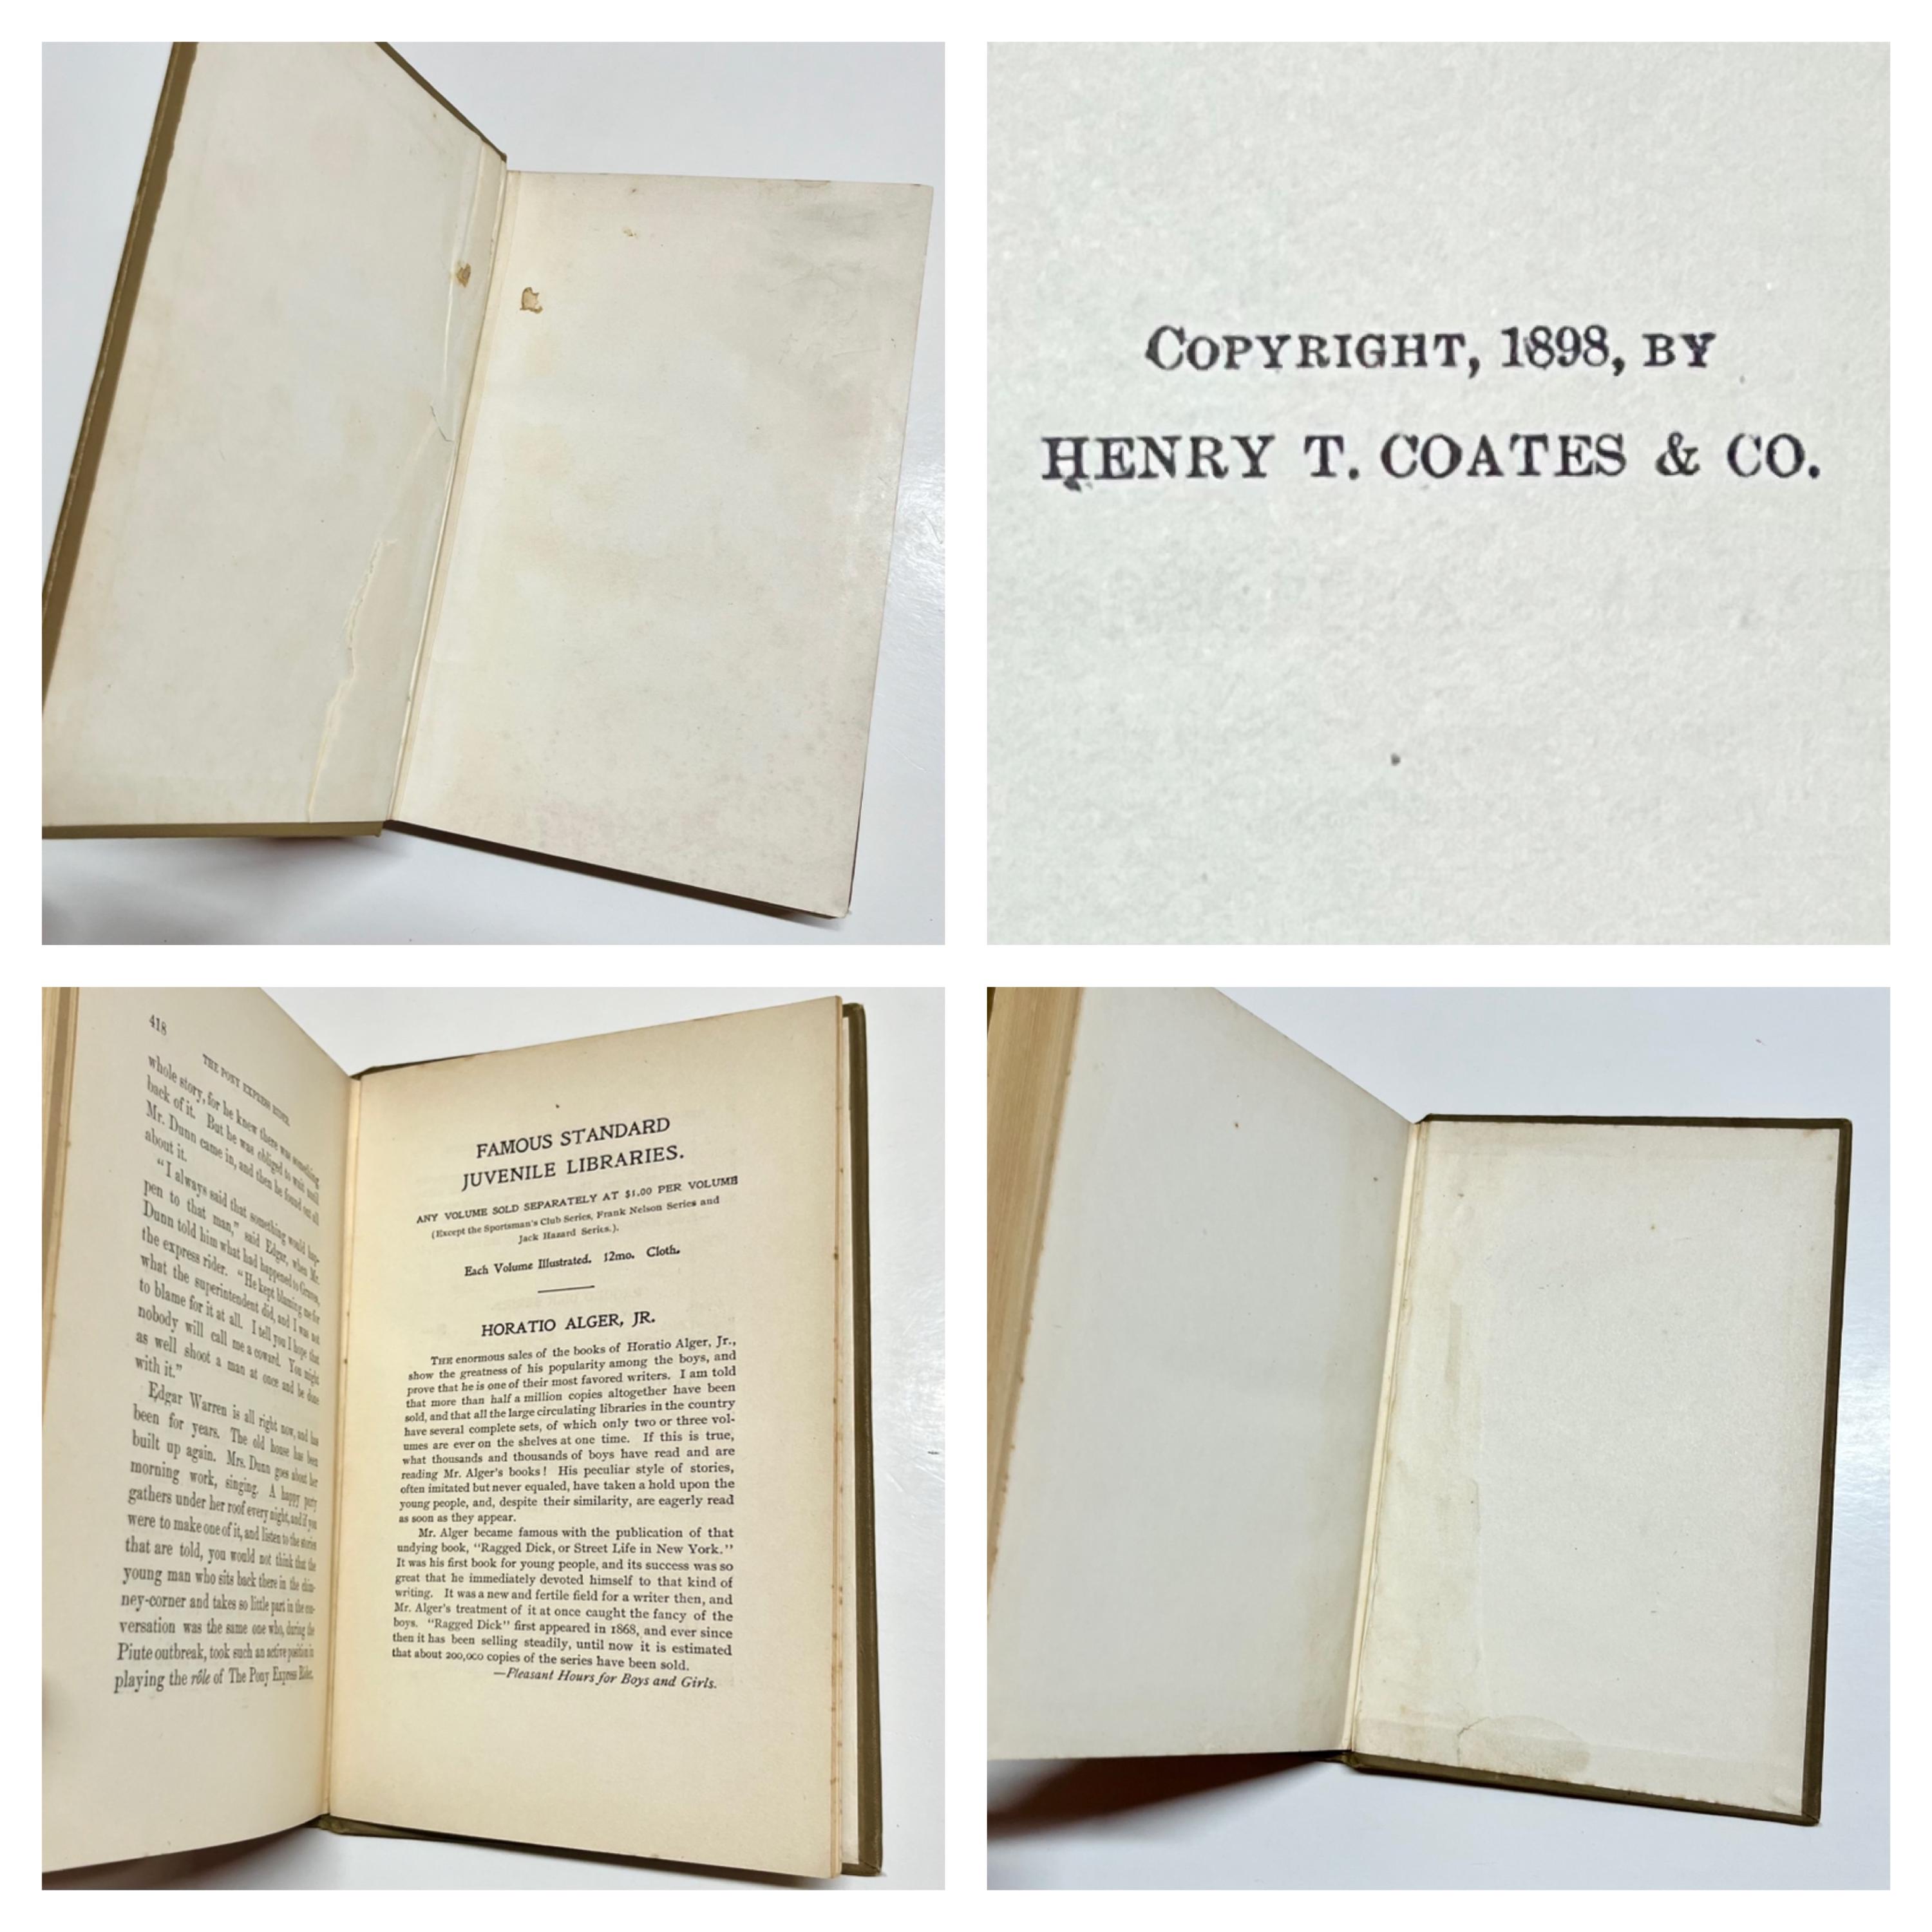 COPYRIGHT, 1898, BY
HENRY T. COATES & CO.
418
THE PONY EXPRESS RIDER
whole story, for he knew there was something
back of it. But he was obliged to wait until
Mr. Dunn came in, and then he found out all
about it.
"I always said that something would hap-
pen to that man," said Edgar, when Mr.
Dunn told him what had happened to Graves,
the express rider. "He kept blaming me for
what the superintendent did, and I was not
to blame for it at all. I tell you I hope that
nobody will call me a coward. You might
as well shoot a man at once and be done
with it."
Edgar Warren is all right now, and has
been for years. The old house has been
built up again. Mrs. Dunn goes about her
morning work, singing. A happy party
gathers under her roof every night, and if you
were to make one of it, and listen to the stories
that are told, you would not think that the
young man who sits back there in the chim-
ney-corner and takes so little part in the con-
versation was the same one who, during the
Piute outbreak, took such an active position in
playing the rôle of The Pony Express Rider.
FAMOUS STANDARD
JUVENILE LIBRARIES.
ANY VOLUME SOLD SEPARATELY AT $1.00 PER VOLUME
(Except the Sportsman's Club Series, Frank Nelson Series and
Jack Hazard Series.).
Each Volume Illustrated. 12mo. Cloth.
HORATIO ALGER, JR.
THE enormous sales of the books of Horatio Alger, Jr.,
show the greatness of his popularity among the boys, and
prove that he is one of their most favored writers. I am told
that more than half a million copies altogether have been
sold, and that all the large circulating libraries in the country
have several complete sets, of which only two or three vol-
umes are ever on the shelves at one time. If this is true,
what thousands and thousands of boys have read and are
reading Mr. Alger's books! His peculiar style of stories,
often imitated but never equaled, have taken a hold upon the
young people, and, despite their similarity, are eagerly read
as soon as they appear.
Mr. Alger became famous with the publication of that
undying book, "Ragged Dick, or Street Life in New York."
It was his first book for young people, and its success was so
great that he immediately devoted himself to that kind of
writing. It was a new and fertile field for a writer then, and
Mr. Alger's treatment of it at once caught the fancy of the
boys. "Ragged Dick" first appeared in 1868, and ever since
then it has been selling steadily, until now it is estimated
that about 200,000 copies of the series have been sold.
—Pleasant Hours for Boys and Girls.